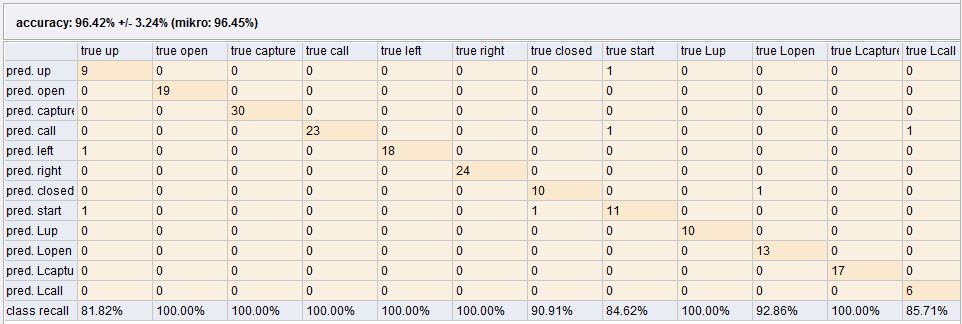 accuracy: 96.42% +/- 3.24% (mikro: 96.45%)
true up true open true capture true call true left true right true closed true start true Lup true Lopen true Lcapture true Lcall
pred. up 9 0 0 0 0 0 0 1 0 0 0 0
pred. open 0 19 0 0 0 0 0 0 0 0 0 0
pred. capture 0 0 30 0 0 0 0 0 0 0 0 0
pred. call 0 0 0 23 0 0 0 1 0 0 0 1
pred. left 1 0 0 0 18 0 0 0 0 0 0 0
pred. right 0 0 0 0 0 24 0 0 0 0 0 0
pred. closed 0 0 0 0 0 0 10 0 0 1 0 0
pred. start 1 0 0 0 0 0 1 11 0 0 0 0
pred. Lup 0 0 0 0 0 0 0 0 10 0 0 0
pred. Lopen 0 0 0 0 0 0 0 0 0 13 0 0
pred. Lcaptu 0 0 0 0 0 0 0 0 0 0 17 0
pred. Lcall 0 0 0 0 0 0 0 0 0 0 0 6
class recall 81.82% 100.00% 100.00% 100.00% 100.00% 100.00% 90.91% 84.62% 100.00% 92.86% 100.00% 85.71%